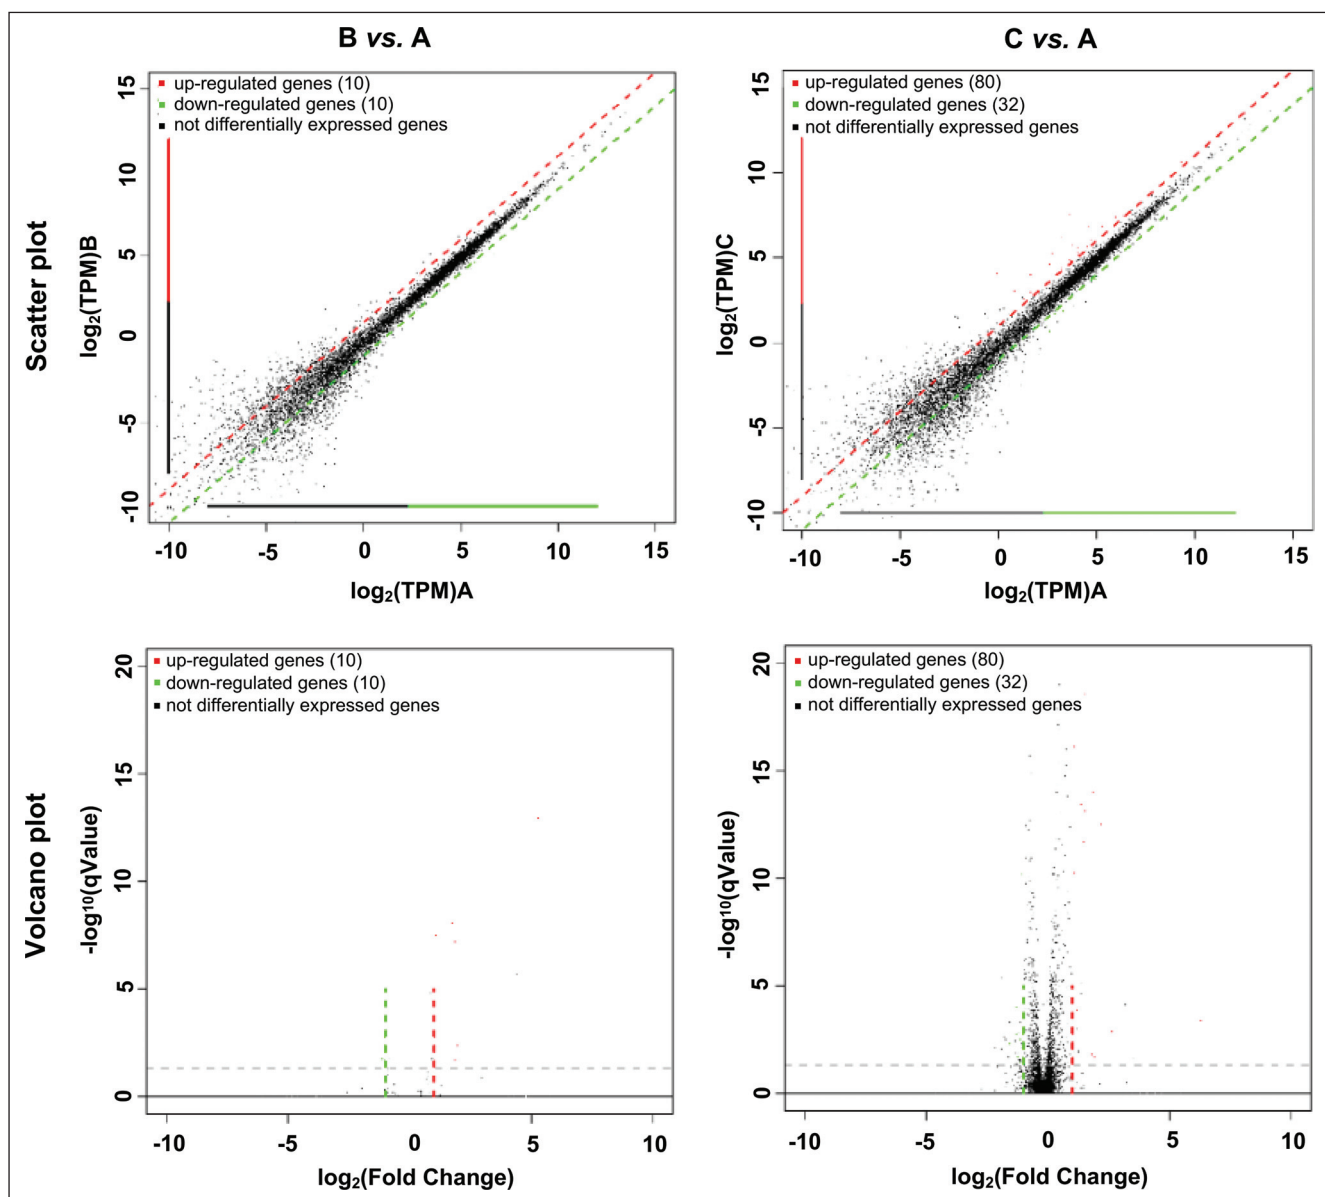 B vs. A
C vs. A
Scatter plot
up-regulated genes (10)
down-regulated genes (10)
not differentially expressed genes
log₂(TPM)B
15
10
5
0
-5
-10
-10 -5 0 5 10 15
log₂(TPM)A
up-regulated genes (80)
down-regulated genes (32)
not differentially expressed genes
log₂(TPM)C
10
5
0
-5
-10
-10 -5 0 5 10 15
log₂(TPM)A
Volcano plot
up-regulated genes (10)
down-regulated genes (10)
not differentially expressed genes
-log¹⁰(qValue)
20
15
10
5
0
-10 -5 0 5 10
log₂(Fold Change)
up-regulated genes (80)
down-regulated genes (32)
not differentially expressed genes
-log¹⁰(qValue)
20
15
10
5
0
-10 -5 0 5 10
log₂(Fold Change)